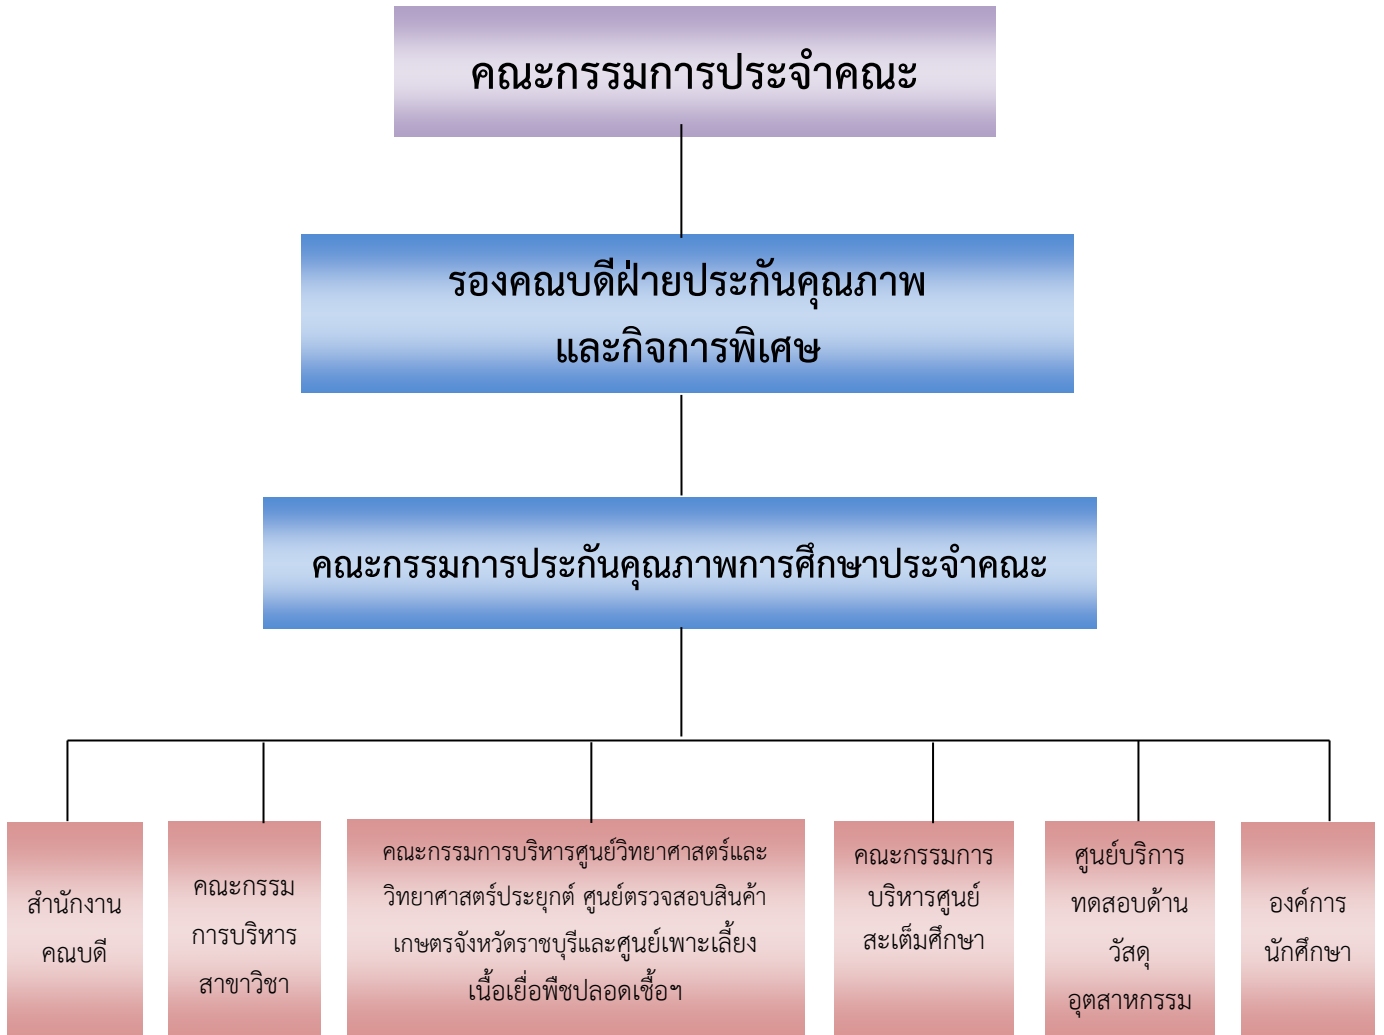 คณะกรรมการประจำคณะ
รองคณบดีฝ่ายประกันคุณภาพ
และกิจการพิเศษ
คณะกรรมการประกันคุณภาพการศึกษาประจำคณะ
สำนักงาน
คณบดี
คณะกรรม
การบริหาร
สาขาวิชา
คณะกรรมการบริหารศูนย์วิทยาศาสตร์และ
วิทยาศาสตร์ประยุกต์ ศูนย์ตรวจสอบสินค้า
เกษตรจังหวัดราชบุรีและศูนย์เพาะเลี้ยง
เนื้อเยื่อพืชปลอดเชื้อฯ
คณะกรรมการ
บริหารศูนย์
สะเต็มศึกษา
ศูนย์บริการ
ทดสอบด้าน
วัสดุ
อุตสาหกรรม
องค์การ
นักศึกษา